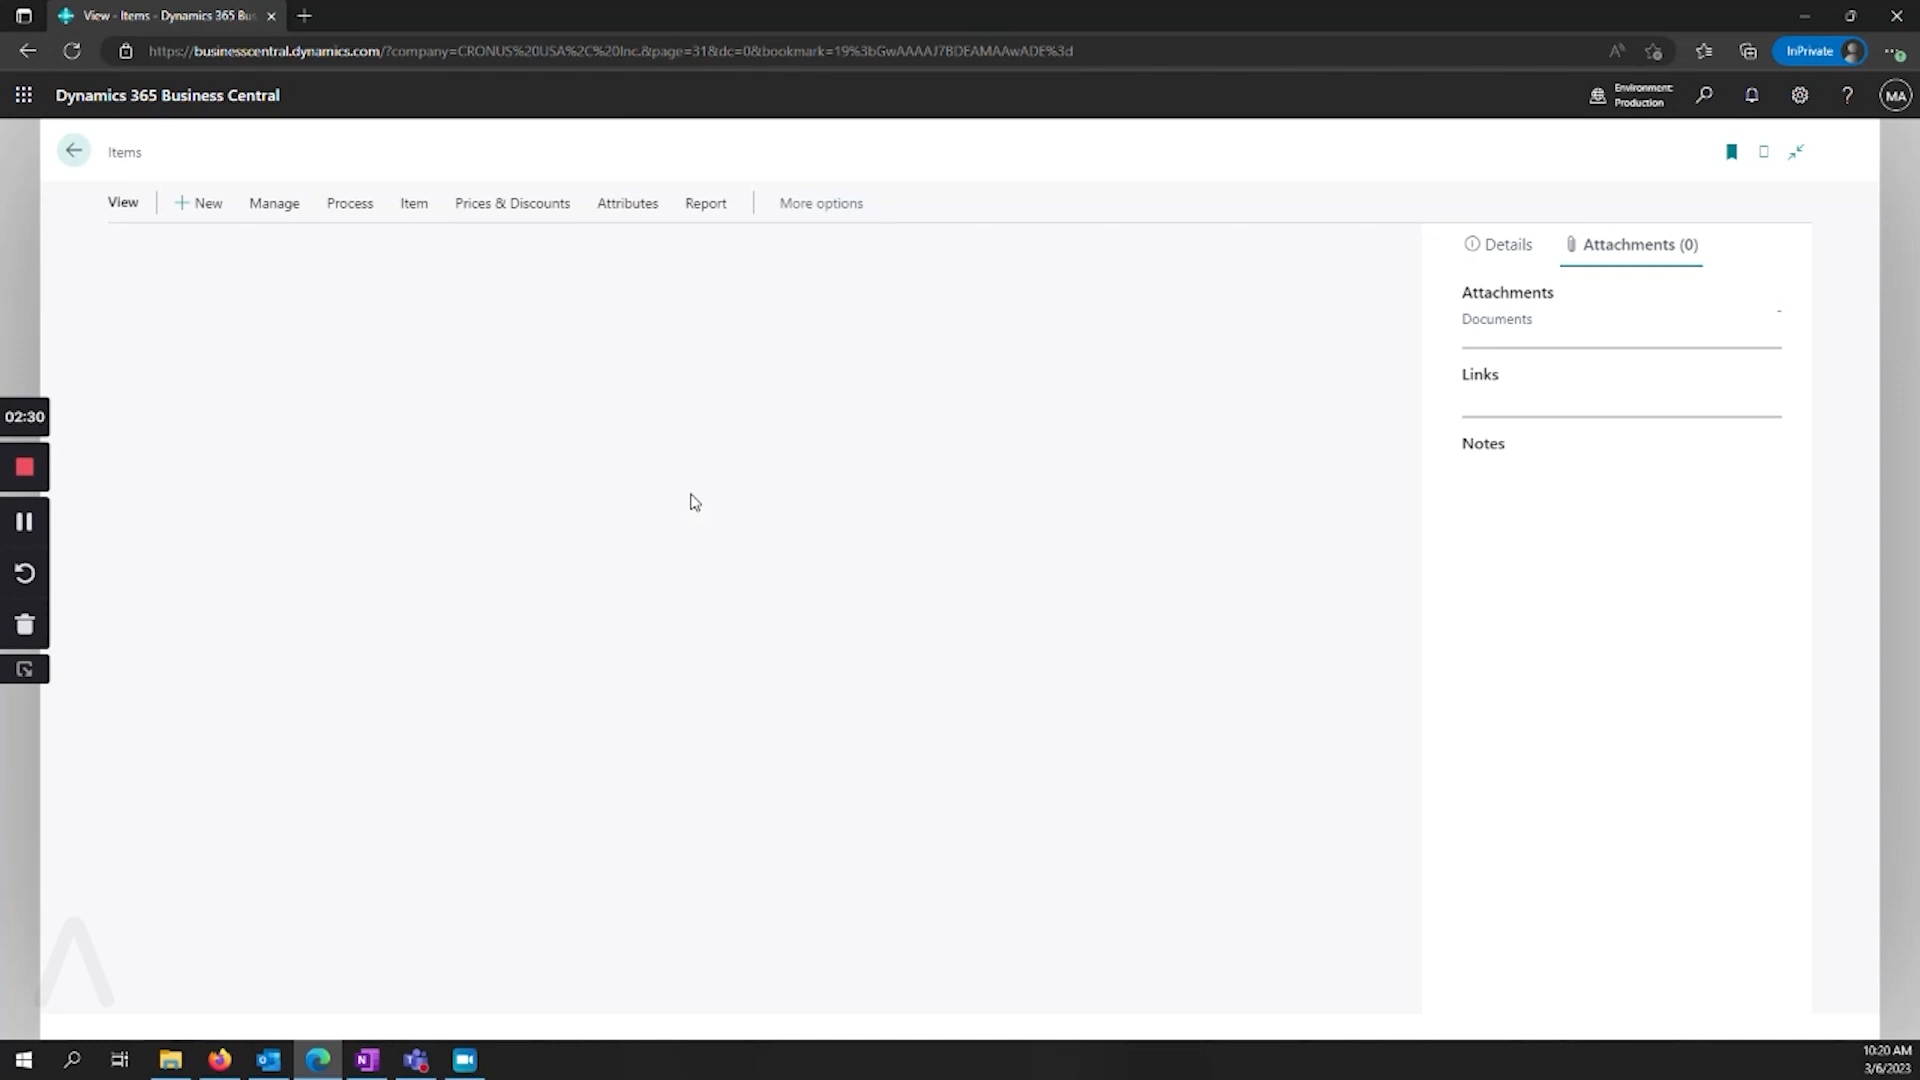 View - Items - Dynamics 365 Bus
https://businesscentral.dynamics.com/?company=CRONUS%20USA%2C%20Inc.&page=31&dc=0&bookmark=19%3bGwAAAAJ7BDEAMAAwADE%3d
InPrivate
Dynamics 365 Business Central
Environment:
Production
?
MA
Items
View
New
Manage
Process
Item
Prices & Discounts
Attributes
Report
More options
Details
Attachments (0)
Attachments
Documents
-
Links
Notes
02:30
10:20 AM
3/6/2023